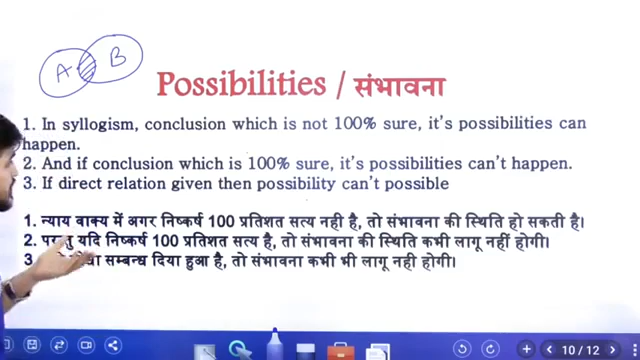 A B
Possibilities / संभावना
1. In syllogism, conclusion which is not 100% sure, it's possibilities can
happen.
2. And if conclusion which is 100% sure, it's possibilities can't happen.
3. If direct relation given then possibility can't possible
1. न्याय वाक्य में अगर निष्कर्ष 100 प्रतिशत सत्य नही है, तो संभावना की स्थिति हो सकती है।
2. यदि निष्कर्ष 100 प्रतिशत सत्य है, तो संभावना की स्थिति कभी लागू नहीं होगी।
3 सम्बन्ध दिया हुआ है, तो संभावना कभी भी लागू नही होगी।
10 / 12